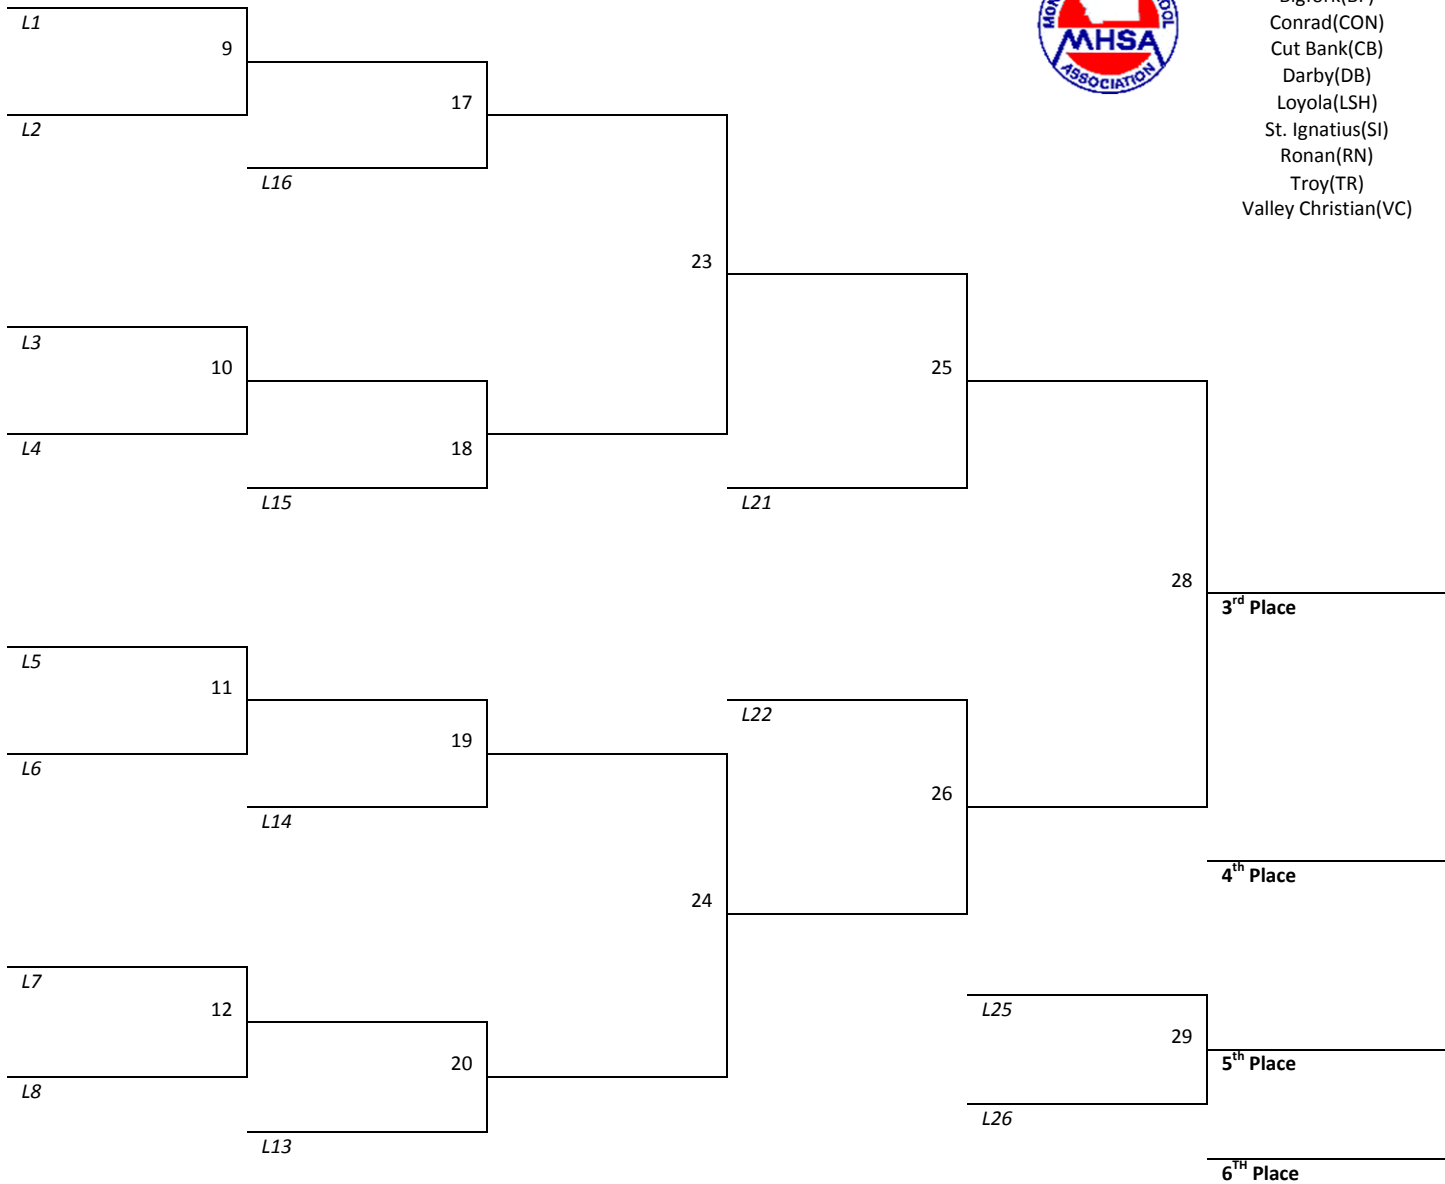 L1
9
L2
17
L16
L3
10
L4
18
L15
23
25
L21
28
3rd Place
L5
11
L6
19
L14
L22
26
24
4th Place
L7
12
L8
20
L13
L25
29
5th Place
L26
6TH Place
MHSA
ASSOCIATION
Conrad(CON)
Cut Bank(CB)
Darby(DB)
Loyola(LSH)
St. Ignatius(SI)
Ronan(RN)
Troy(TR)
Valley Christian(VC)